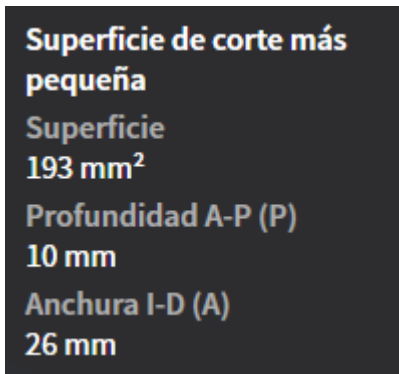 Superficie de corte más
pequeña
Superficie
193 mm²
Profundidad A-P (P)
10 mm
Anchura I-D (A)
26 mm